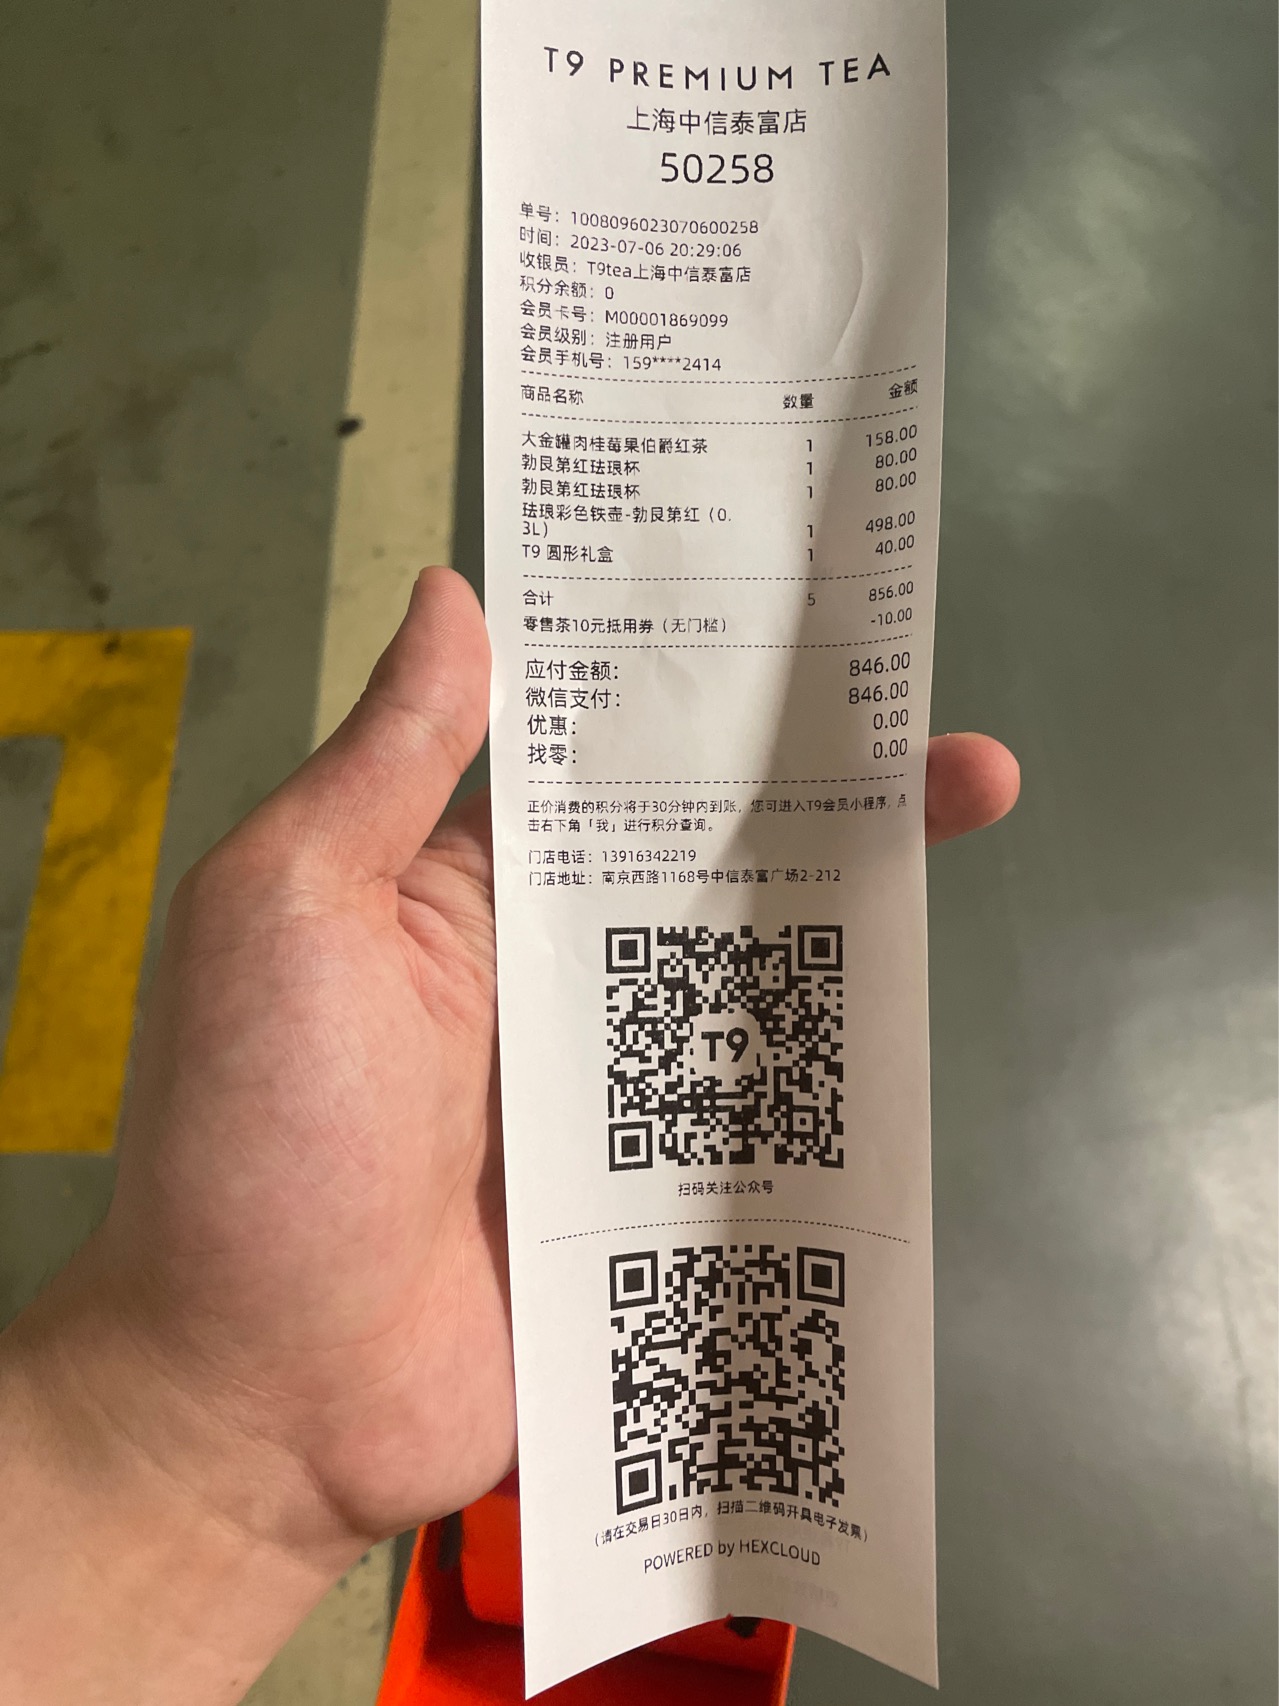 T9 PREMIUM TEA
上海中信泰富店
50258
单号：1008096023070600258
时间：2023-07-06 20:29:06
收银员：T9tea上海中信泰富店
积分余额：0
会员卡号：M00001869099
会员级别：注册用户
会员手机号：159****2414
商品名称 数量 金额
大金罐肉桂莓果伯爵红茶 1 158.00
勃艮第红珐琅杯 1 80.00
勃艮第红珐琅杯 1 80.00
珐琅彩色铁壶-勃艮第红（0.
3L） 1 498.00
T9 圆形礼盒 1 40.00
合计 5 856.00
零售茶10元抵用券（无门槛） -10.00
应付金额： 846.00
微信支付： 846.00
优惠： 0.00
找零： 0.00
正价消费的积分将于30分钟内到账，您可进入T9会员小程序，点
击右下角「我」进行积分查询。
门店电话：13916342219
门店地址：南京西路1168号中信泰富广场2-212
T9
扫码关注公众号
（请在交易日30日内，扫描二维码开具电子发票）
POWERED by HEXCLOUD